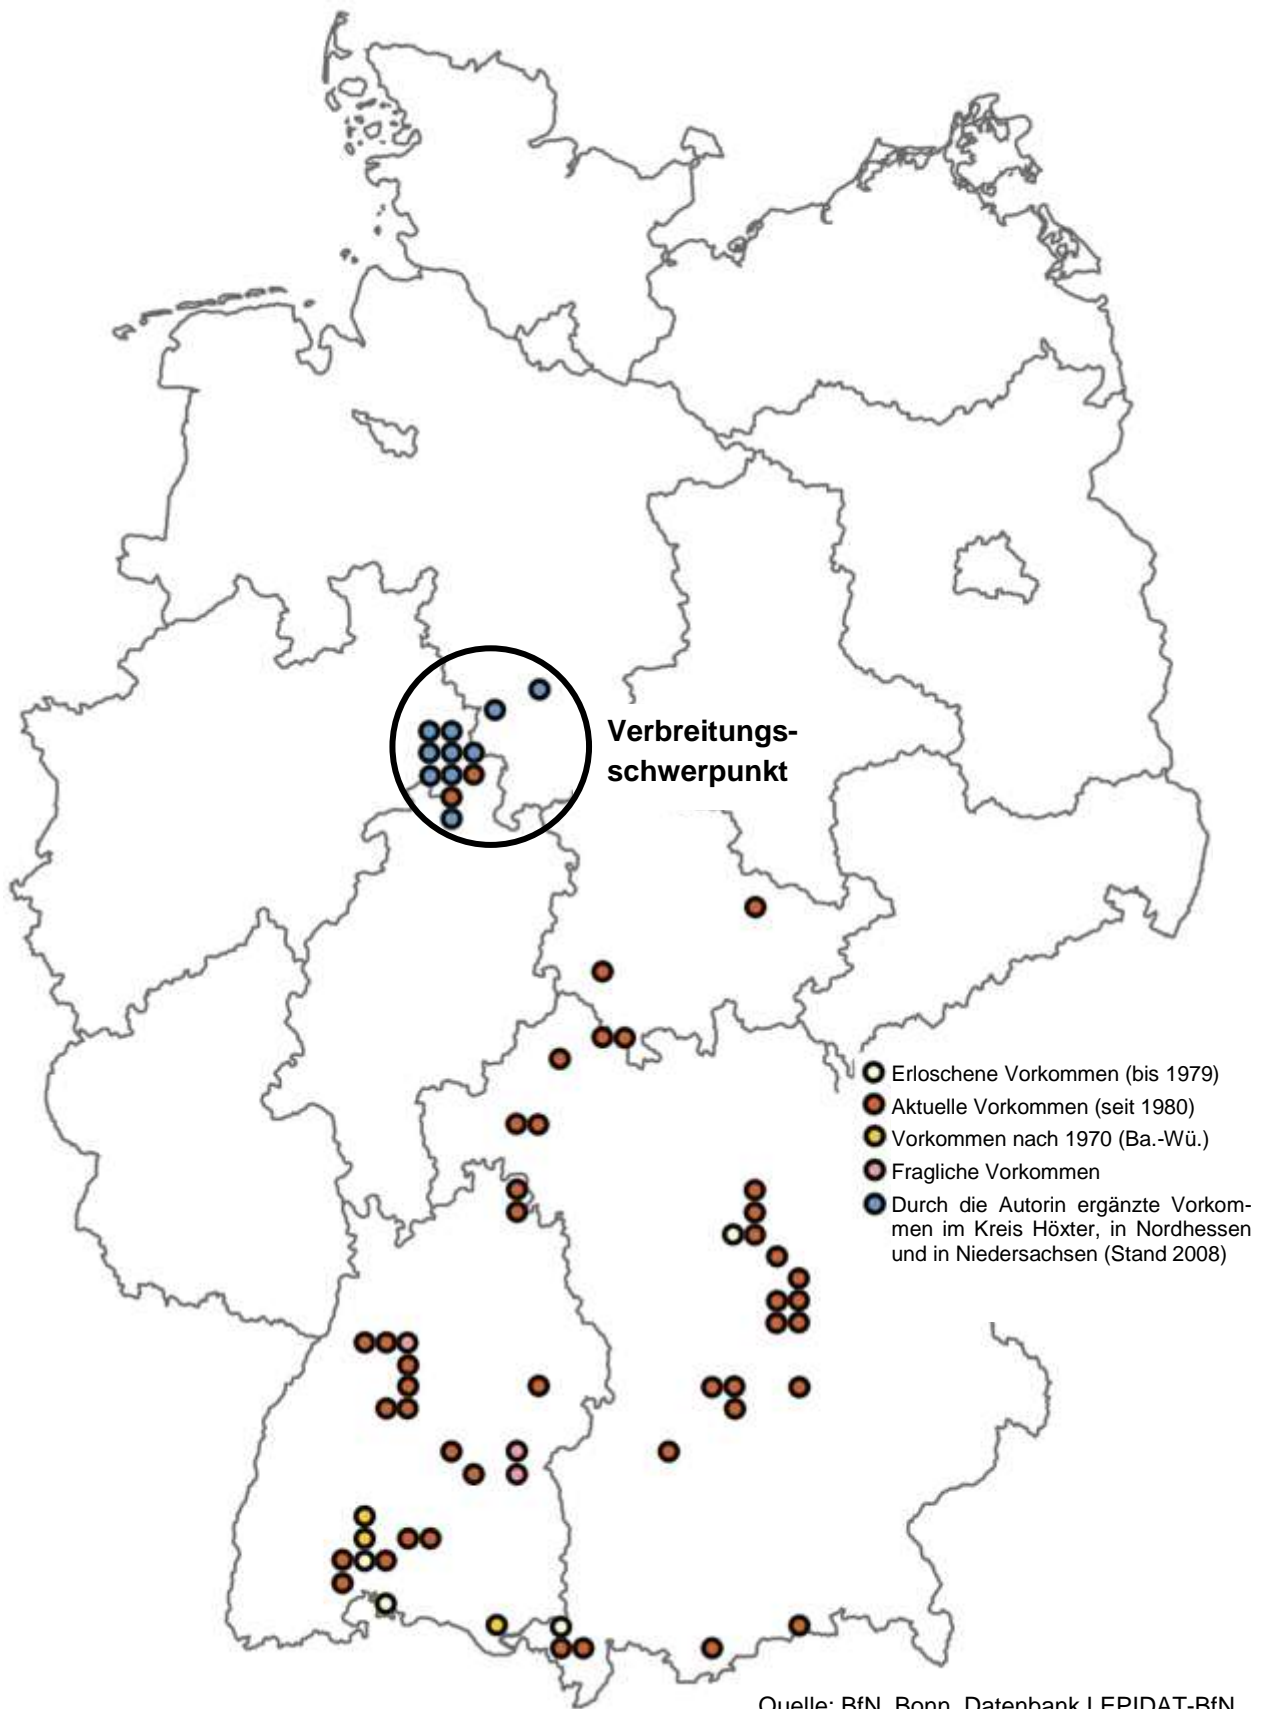 Verbreitungs-
schwerpunkt
Erloschene Vorkommen (bis 1979)
Aktuelle Vorkommen (seit 1980)
Vorkommen nach 1970 (Ba.-Wü.)
Fragliche Vorkommen
Durch die Autorin ergänzte Vorkom-
men im Kreis Höxter, in Nordhessen
und in Niedersachsen (Stand 2008)
Quelle: BfN, Bonn, Datenbank LEPIDAT-BfN